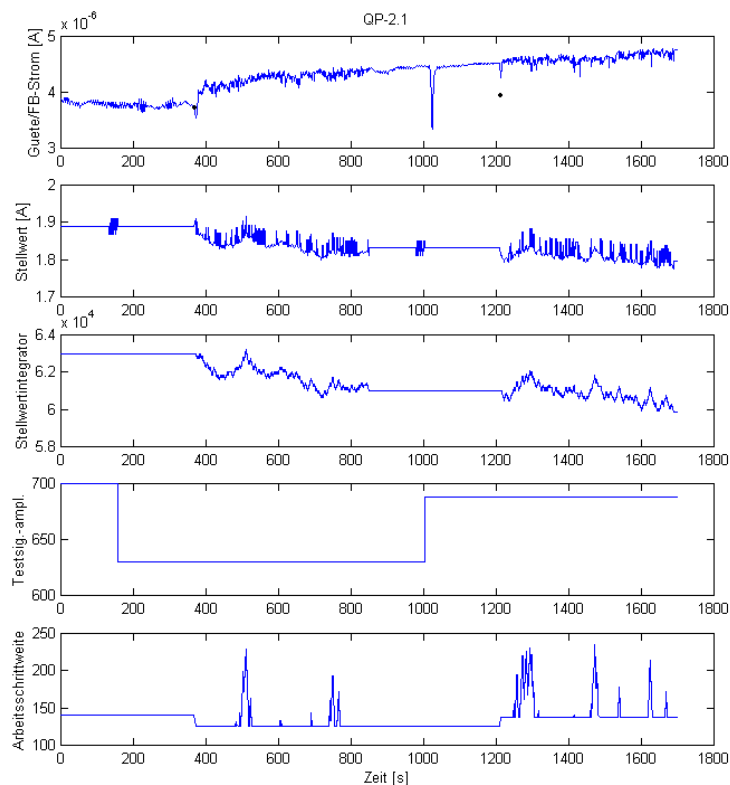 QP-2.1
x 10^-6
Guete/FB-Strom [A]
5
4
3
0 200 400 600 800 1000 1200 1400 1600 1800
Stellwert [A]
2
1.9
1.8
1.7
0 200 400 600 800 1000 1200 1400 1600 1800
x 10^4
Stellwertintegrator
6.4
6.2
6
5.8
0 200 400 600 800 1000 1200 1400 1600 1800
Testsig.-ampl.
700
650
600
0 200 400 600 800 1000 1200 1400 1600 1800
Arbeitsschrittweite
250
200
150
100
0 200 400 600 800 1000 1200 1400 1600 1800
Zeit [s]